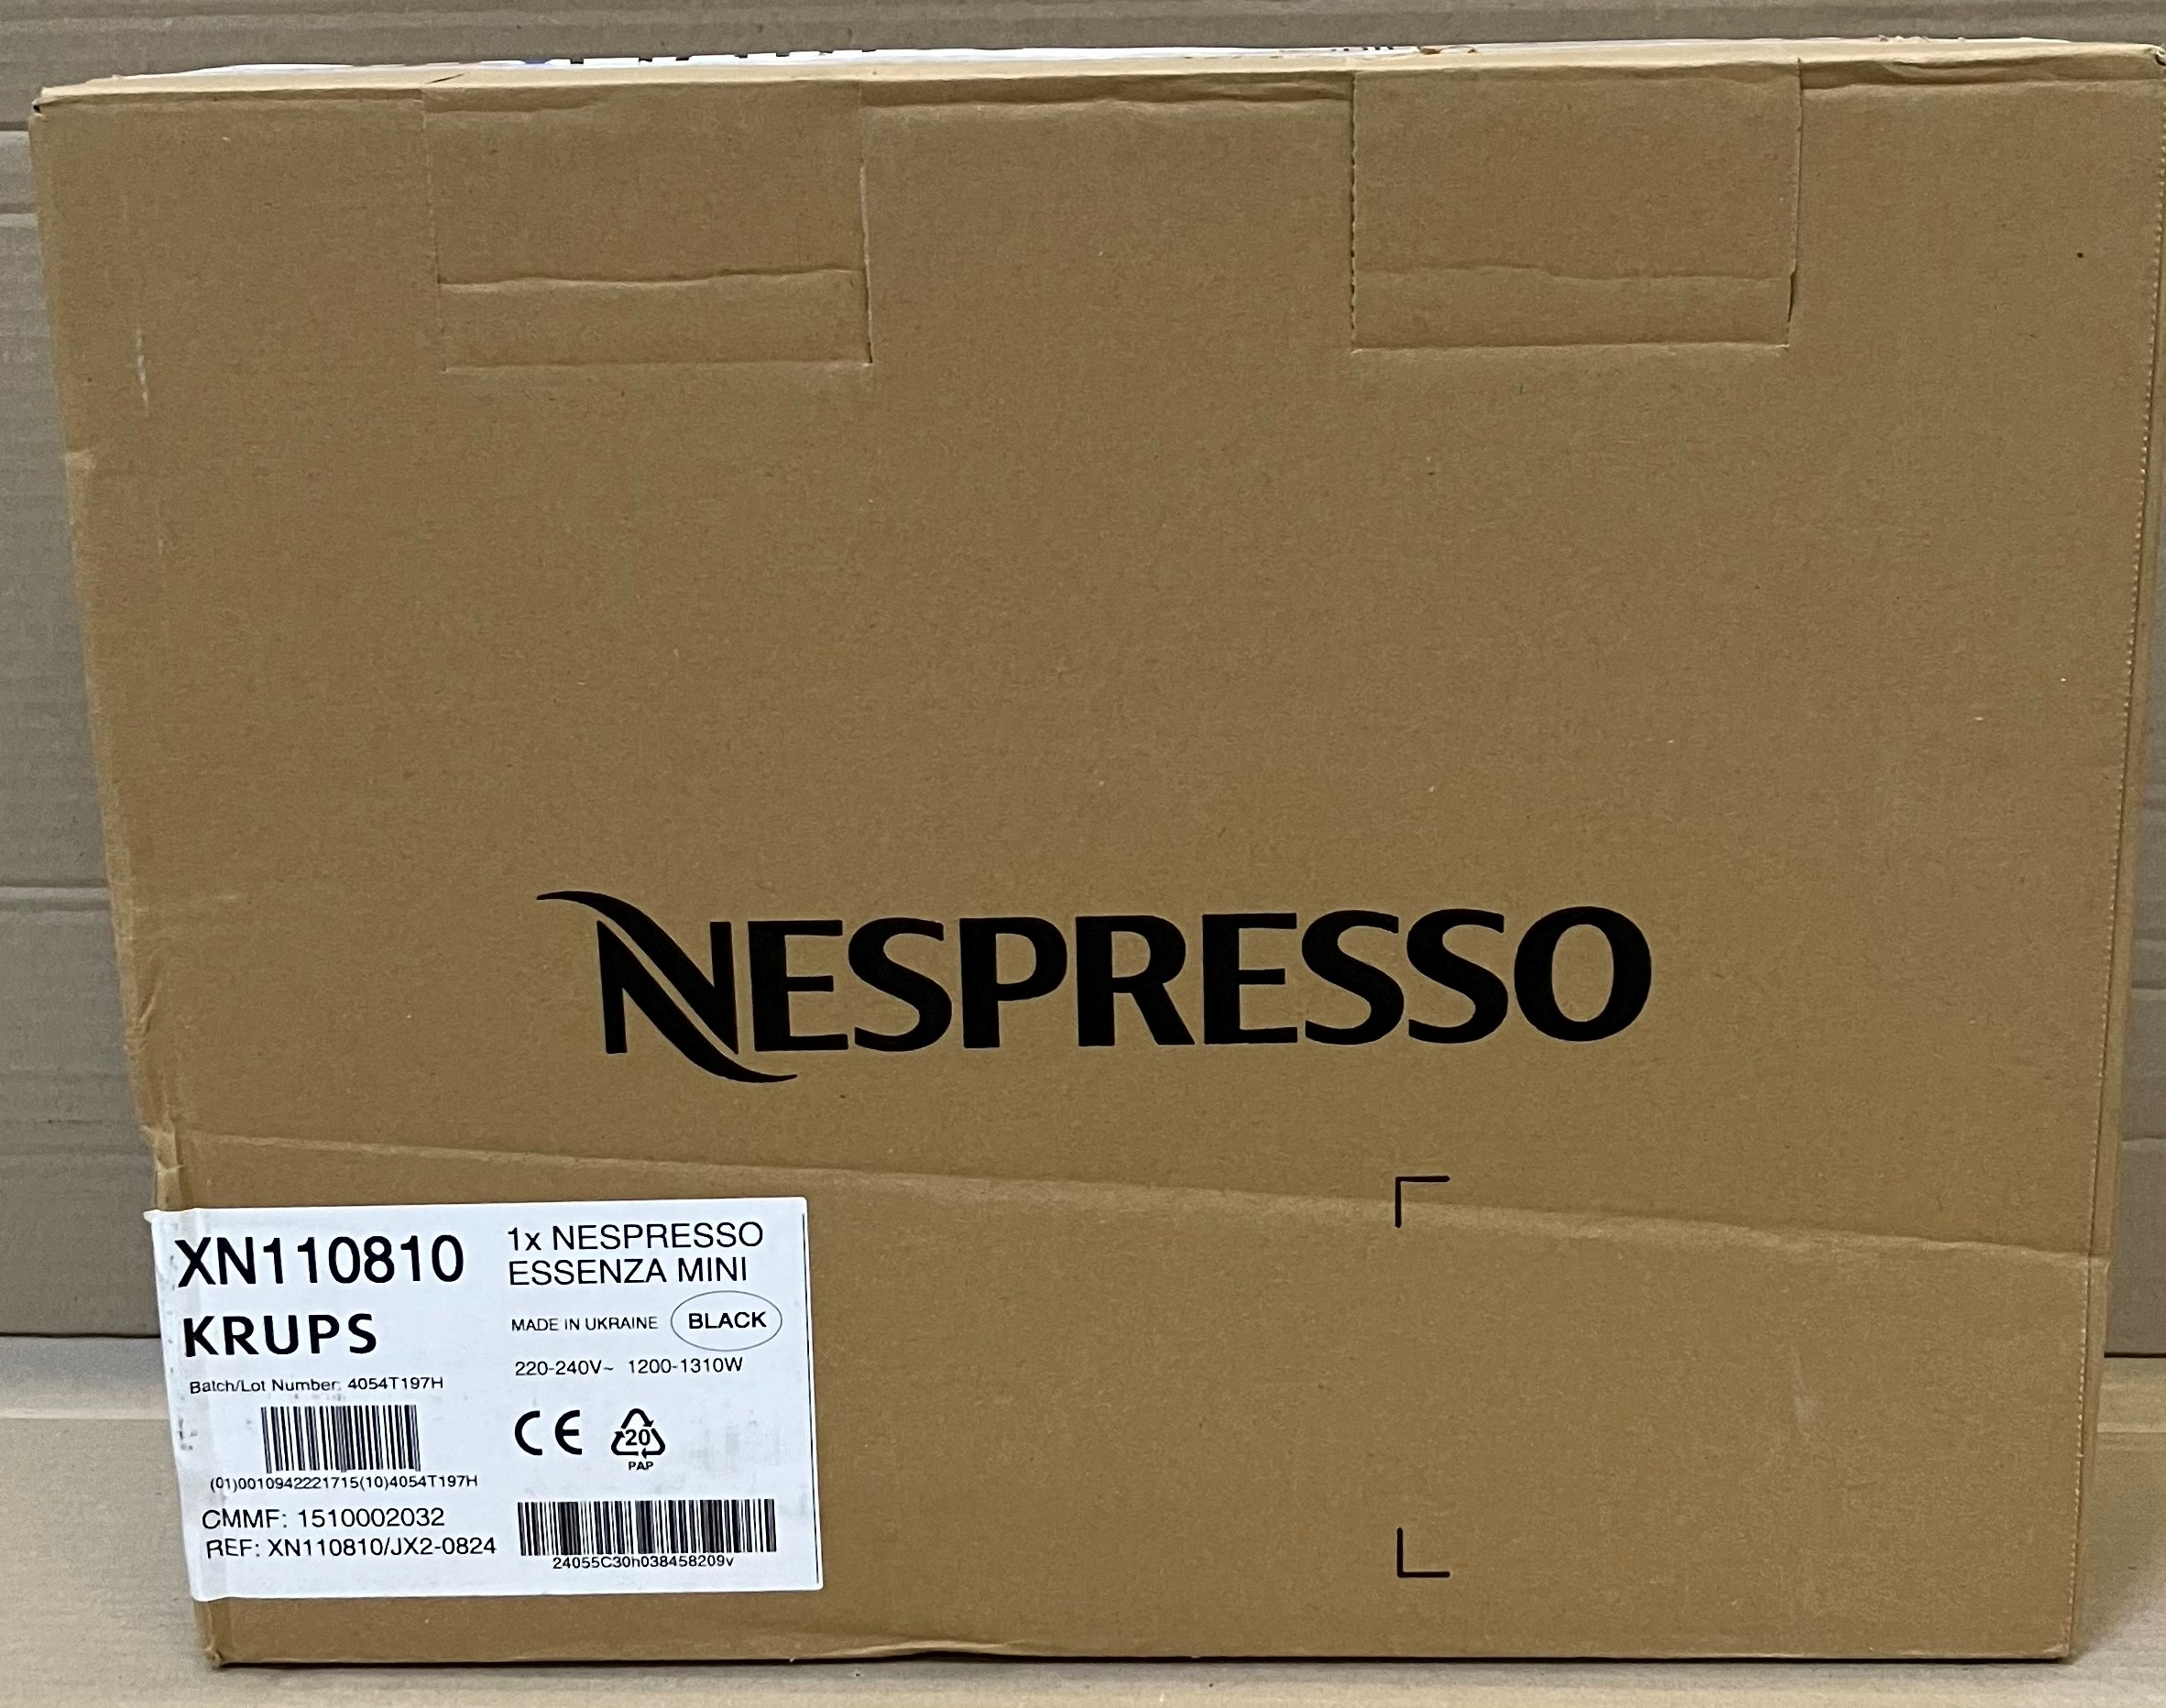 NESPRESSO
XN110810
KRUPS
Batch/Lot Number: 4054T197H
(01)0010942221715(10)4054T197H
CMMF: 1510002032
REF: XN110810/JX2-0824
1x NESPRESSO
ESSENZA MINI
MADE IN UKRAINE BLACK
220-240V~ 1200-1310W
CE
20
PAP
24055C30h038458209v